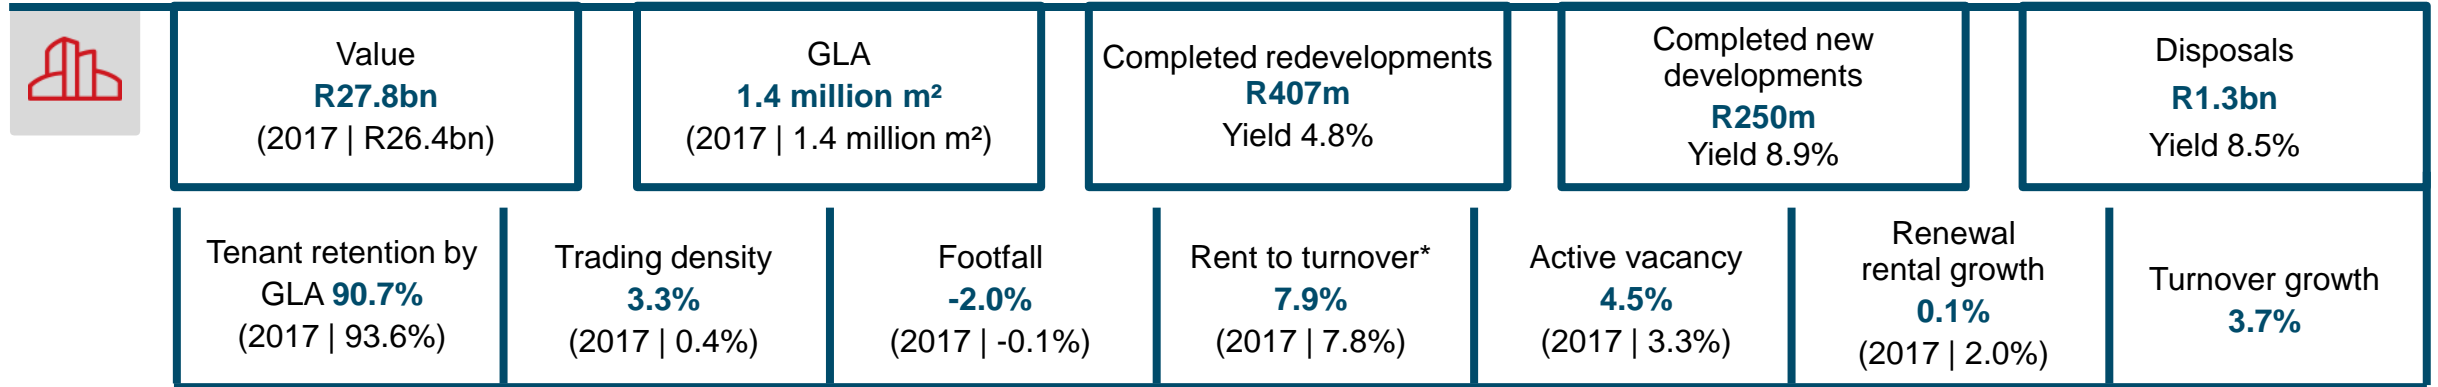 Value
R27.8bn
(2017 | R26.4bn)
GLA
1.4 million m²
(2017 | 1.4 million m²)
Completed redevelopments
R407m
Yield 4.8%
Completed new
developments
R250m
Yield 8.9%
Disposals
R1.3bn
Yield 8.5%
Tenant retention by
GLA 90.7%
(2017 | 93.6%)
Trading density
3.3%
(2017 | 0.4%)
Footfall
-2.0%
(2017 | -0.1%)
Rent to turnover*
7.9%
(2017 | 7.8%)
Active vacancy
4.5%
(2017 | 3.3%)
Renewal
rental growth
0.1%
(2017 | 2.0%)
Turnover growth
3.7%